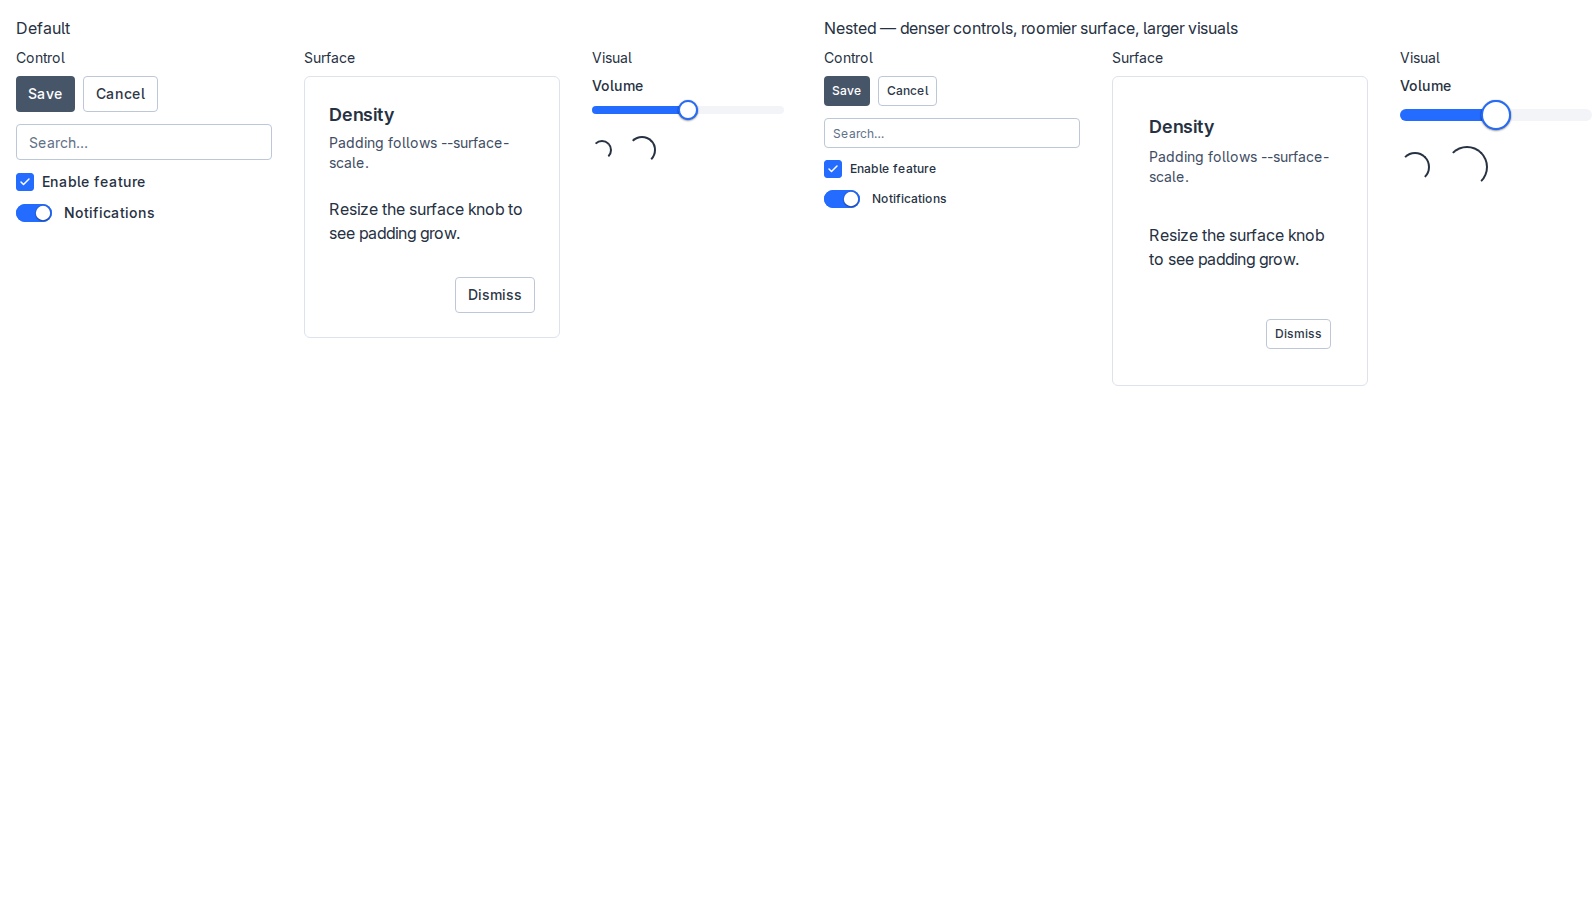 Default
Control
Save
Cancel
Search...
Enable feature
Notifications
Surface
Density
Padding follows --surface-
scale.
Resize the surface knob to
see padding grow.
Dismiss
Visual
Volume
Nested — denser controls, roomier surface, larger visuals
Control
Save
Cancel
Search...
Enable feature
Notifications
Surface
Density
Padding follows --surface-
scale.
Resize the surface knob
to see padding grow.
Dismiss
Visual
Volume